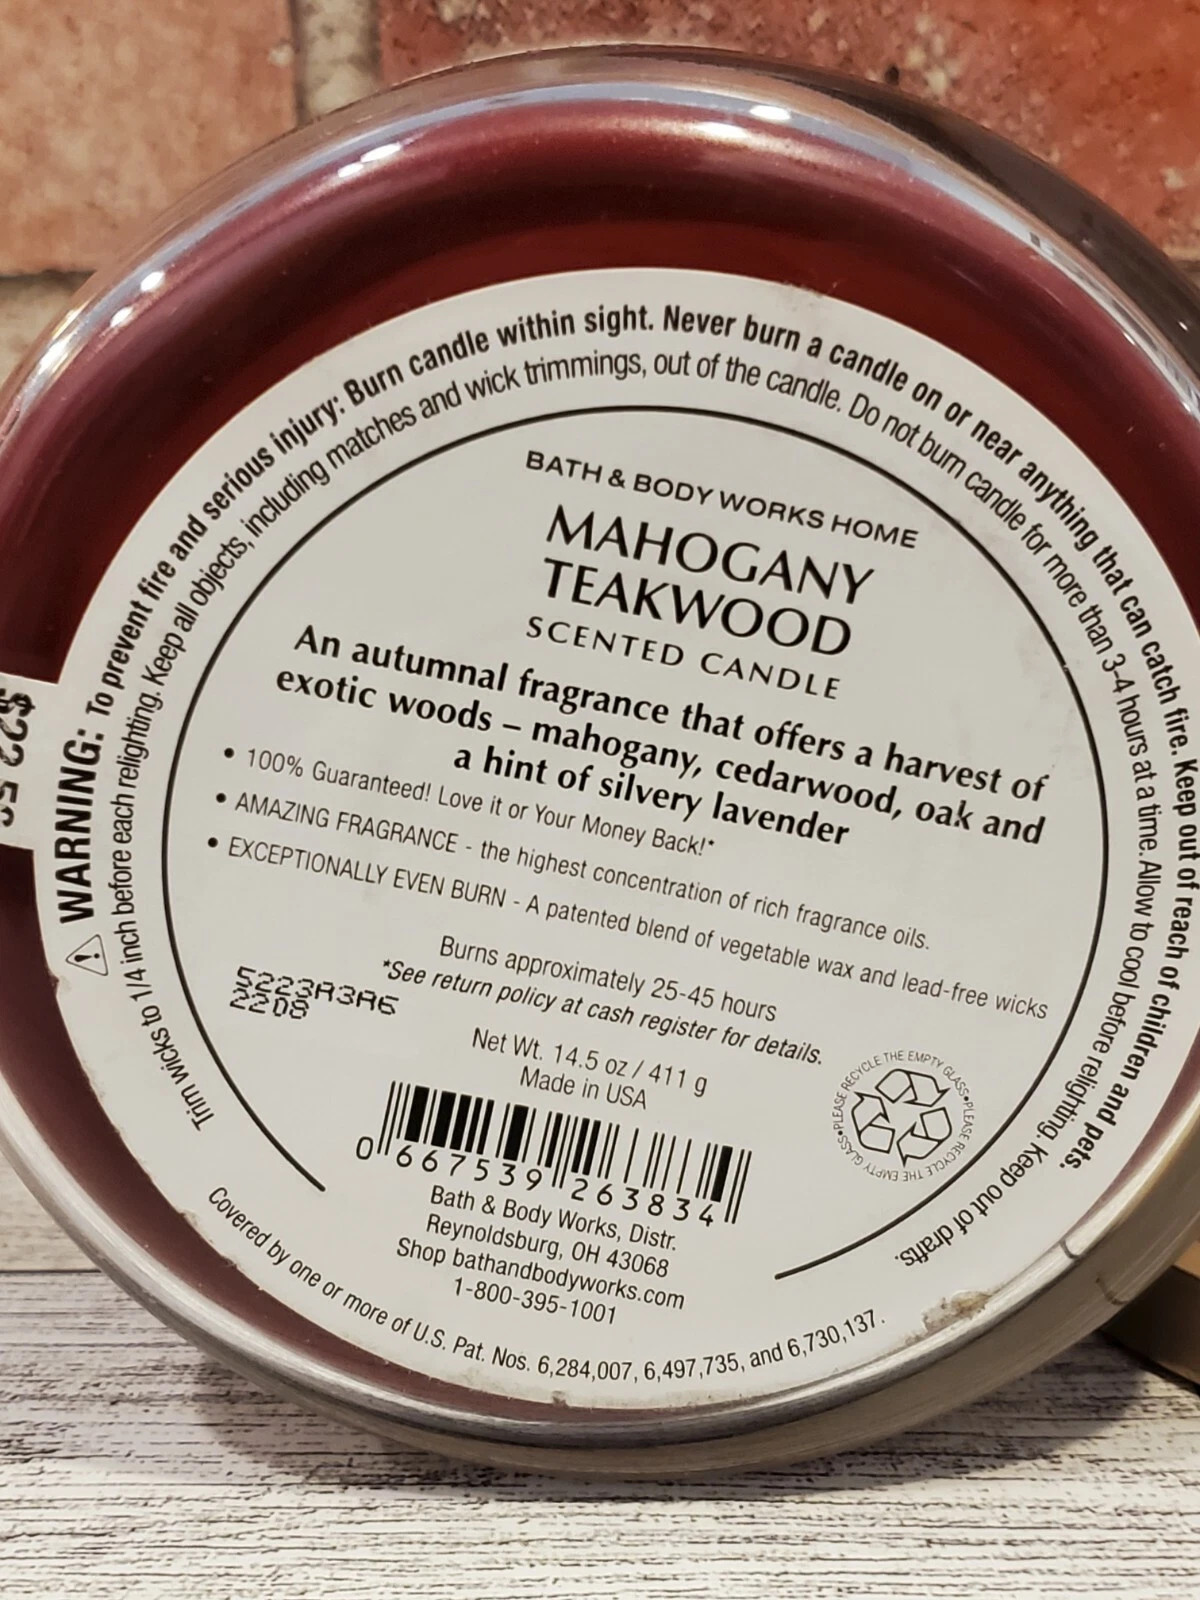 ⚠ WARNING: To prevent fire and serious injury: Burn candle within sight. Never burn a candle on or near anything that can catch fire. Keep out of reach of children and pets.
Trim wicks to 1/4 inch before each relighting. Keep all objects, including matches and wick trimmings, out of the candle. Do not burn candle for more than 3-4 hours at a time. Allow to cool before relighting. Keep out of drafts.
BATH & BODY WORKS HOME
MAHOGANY
TEAKWOOD
SCENTED CANDLE
An autumnal fragrance that offers a harvest of
exotic woods – mahogany, cedarwood, oak and
a hint of silvery lavender
• 100% Guaranteed! Love it or Your Money Back!*
• AMAZING FRAGRANCE - the highest concentration of rich fragrance oils.
• EXCEPTIONALLY EVEN BURN - A patented blend of vegetable wax and lead-free wicks
Burns approximately 25-45 hours
*See return policy at cash register for details.
5223A3A6
22D8
Net Wt. 14.5 oz / 411 g
Made in USA
•PLEASE RECYCLE THE EMPTY GLASS•PLEASE RECYCLE THE EMPTY GLASS
0 667539 263834
Bath & Body Works, Distr.
Reynoldsburg, OH 43068
Shop bathandbodyworks.com
1-800-395-1001
Covered by one or more of U.S. Pat. Nos. 6,284,007, 6,497,735, and 6,730,137.